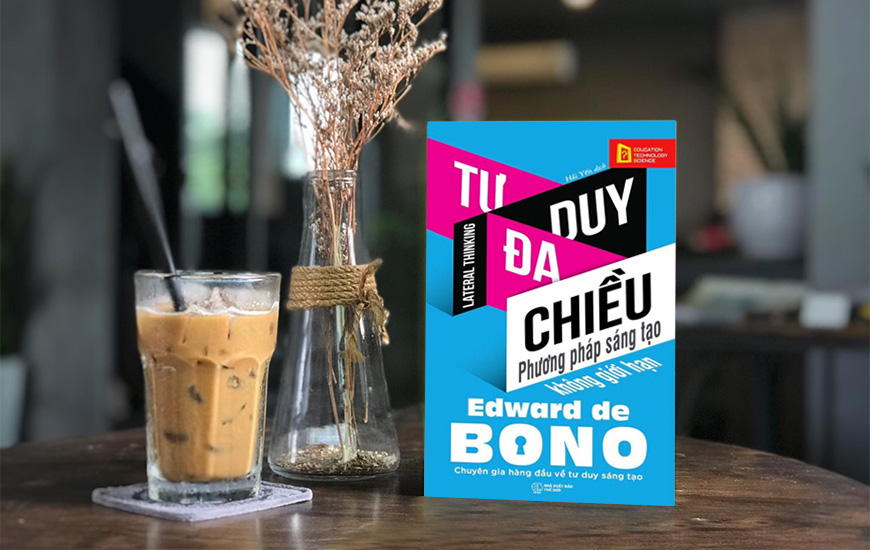 EDUCATION
TECHNOLOGY
SCIENCE
Hải Yến dịch
TƯ
DUY
LATERAL THINKING
ĐA
CHIỀU
Phương pháp sáng tạo
không giới hạn
Edward de
BONO
Chuyên gia hàng đầu về tư duy sáng tạo
NHÀ XUẤT BẢN
THẾ GIỚI